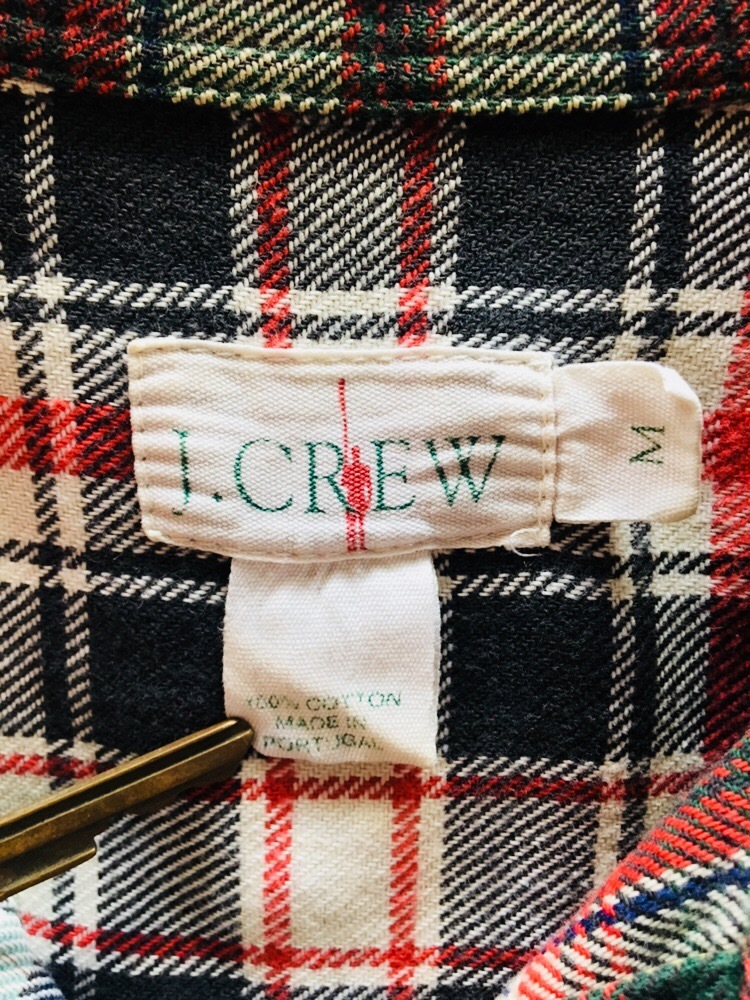 J.CREW
M
100% COTTON
MADE IN
PORTUGAL